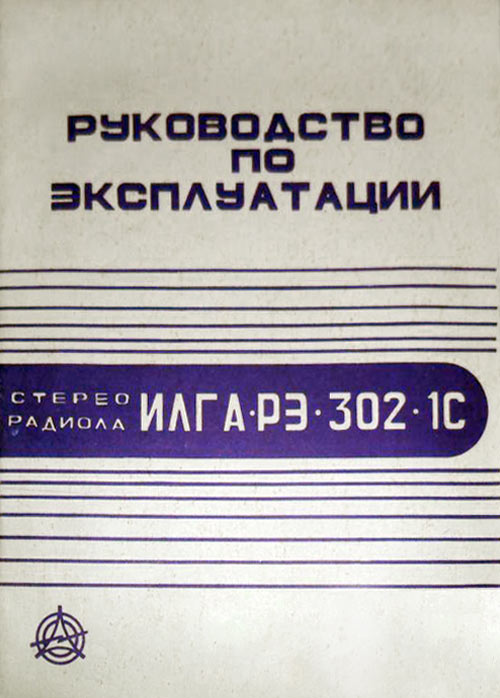 РУКОВОДСТВО
ПО
ЭКСПЛУАТАЦИИ
СТЕРЕО
РАДИОЛА
ИЛГА·РЭ·302·1С